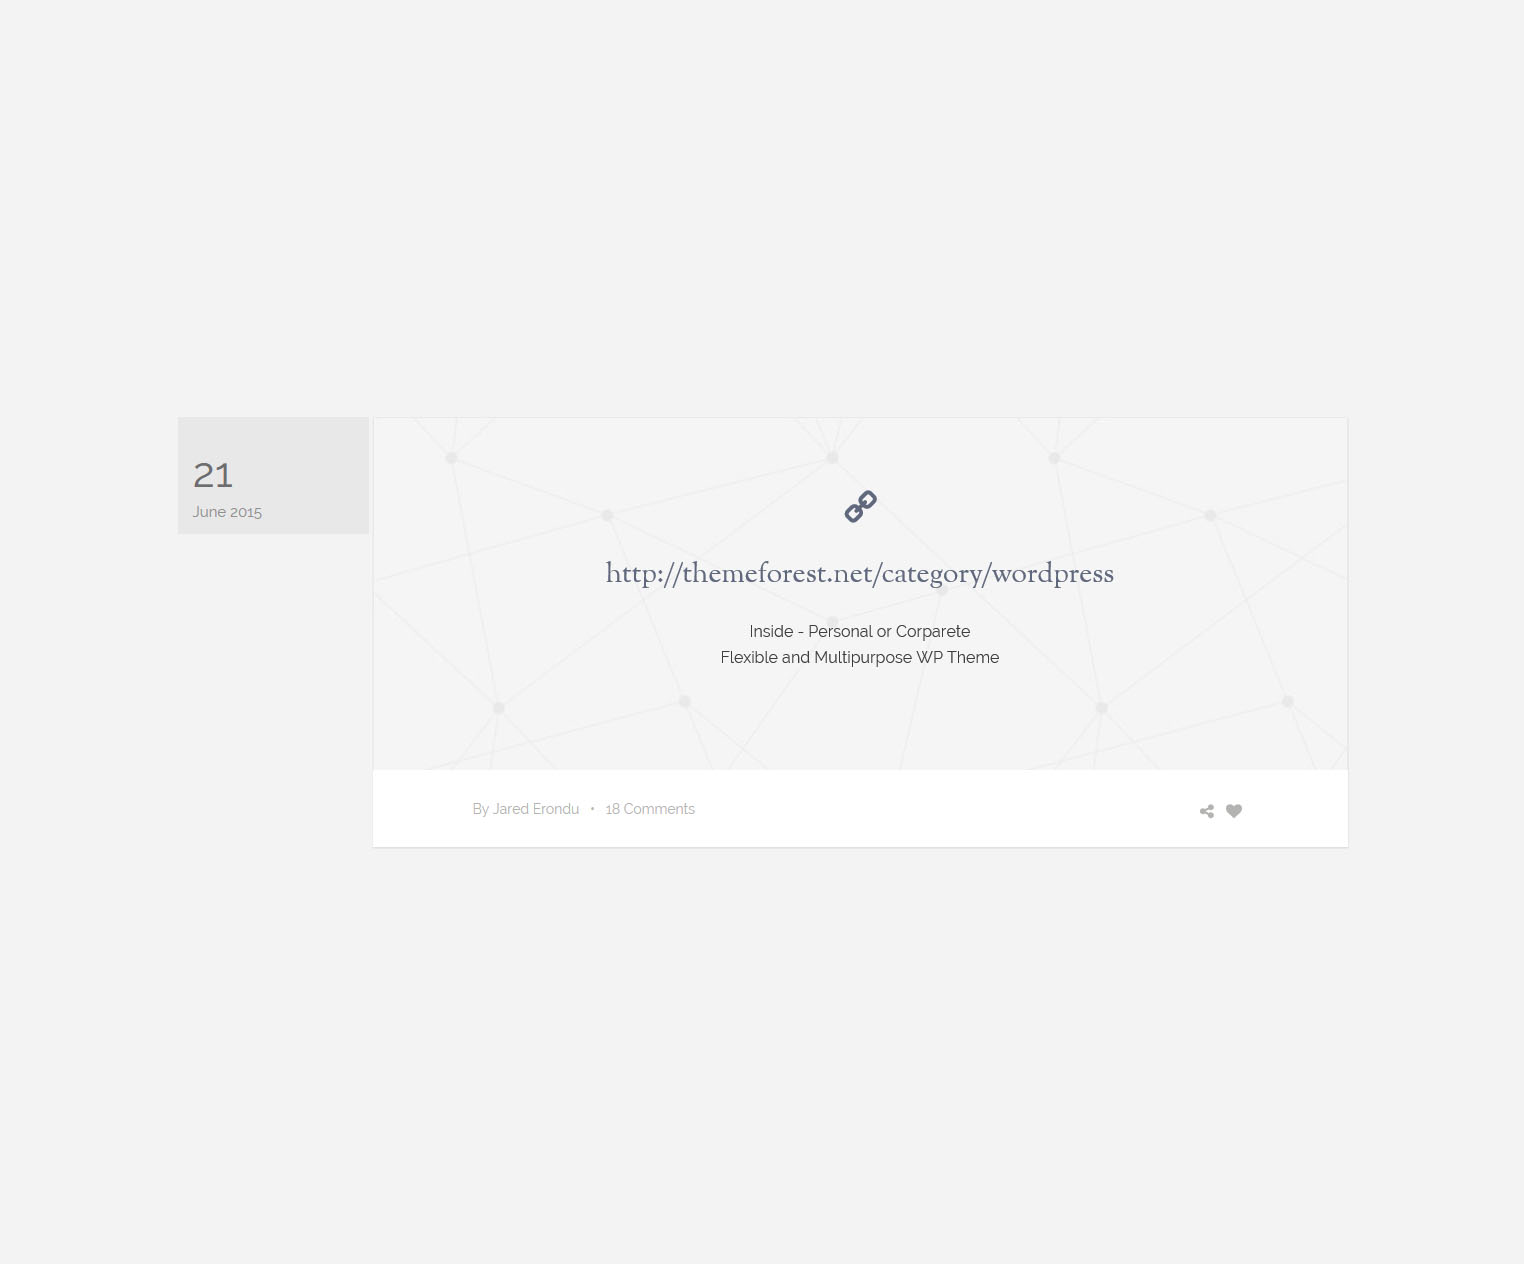 21
June 2015
http://themeforest.net/category/wordpress
Inside - Personal or Corparete
Flexible and Multipurpose WP Theme
By Jared Erondu • 18 Comments